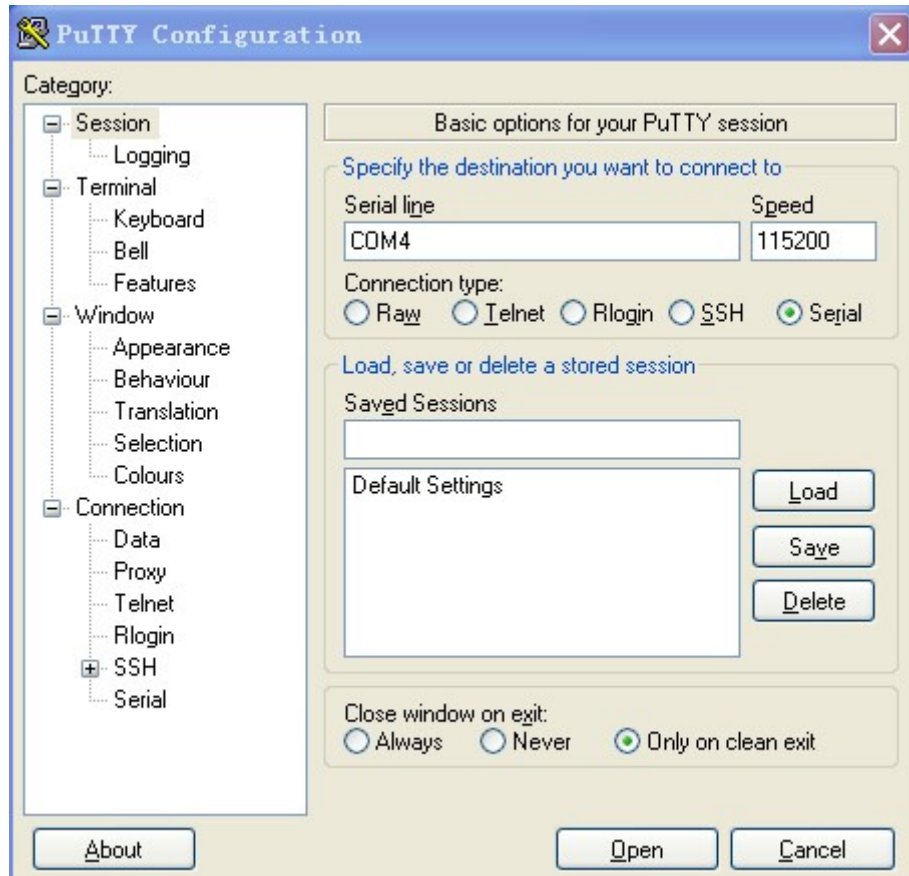 PuTTY Configuration
Category:
Session
Logging
Terminal
Keyboard
Bell
Features
Window
Appearance
Behaviour
Translation
Selection
Colours
Connection
Data
Proxy
Telnet
Rlogin
SSH
Serial
Basic options for your PuTTY session
Specify the destination you want to connect to
Serial line Speed
COM4 115200
Connection type:
Raw Telnet Rlogin SSH Serial
Load, save or delete a stored session
Saved Sessions
Default Settings
Load
Save
Delete
Close window on exit:
Always Never Only on clean exit
About Open Cancel